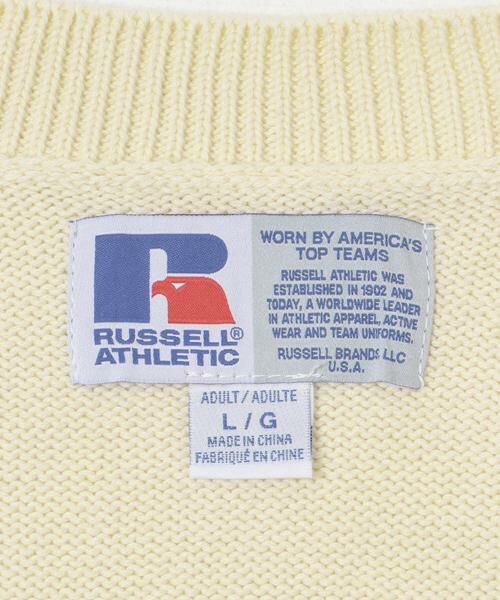 RUSSELL®
ATHLETIC
WORN BY AMERICA'S
TOP TEAMS
RUSSELL ATHLETIC WAS
ESTABLISHED IN 1902 AND
TODAY, A WORLDWIDE LEADER
IN ATHLETIC APPAREL, ACTIVE
WEAR AND TEAM UNIFORMS.
RUSSELL BRANDS LLC
U.S.A.
ADULT / ADULTE
L / G
MADE IN CHINA
FABRIQUÉ EN CHINE